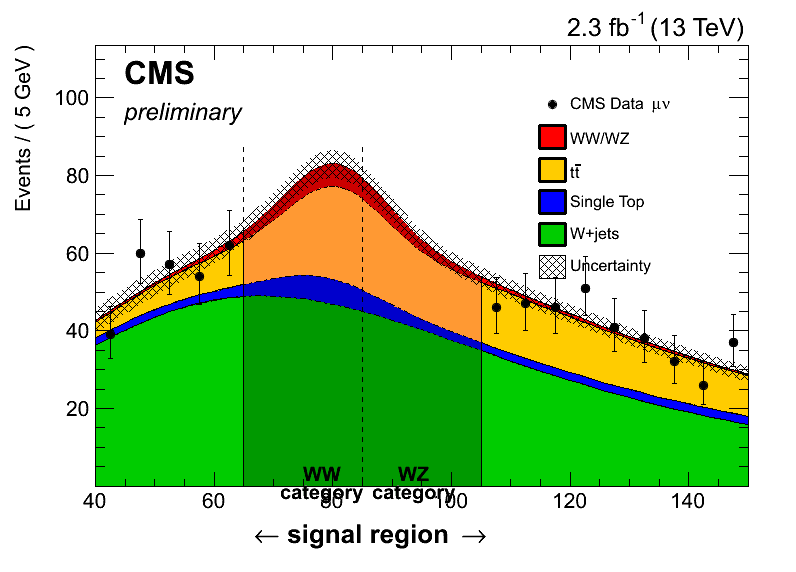 2.3 fb-1 (13 TeV)
CMS
preliminary
Events / ( 5 GeV )
100
80
60
40
20
CMS Data μν
WW/WZ
tt̄
Single Top
W+jets
Uncertainty
WW category
WZ category
40 60 80 100 120 140
← signal region →